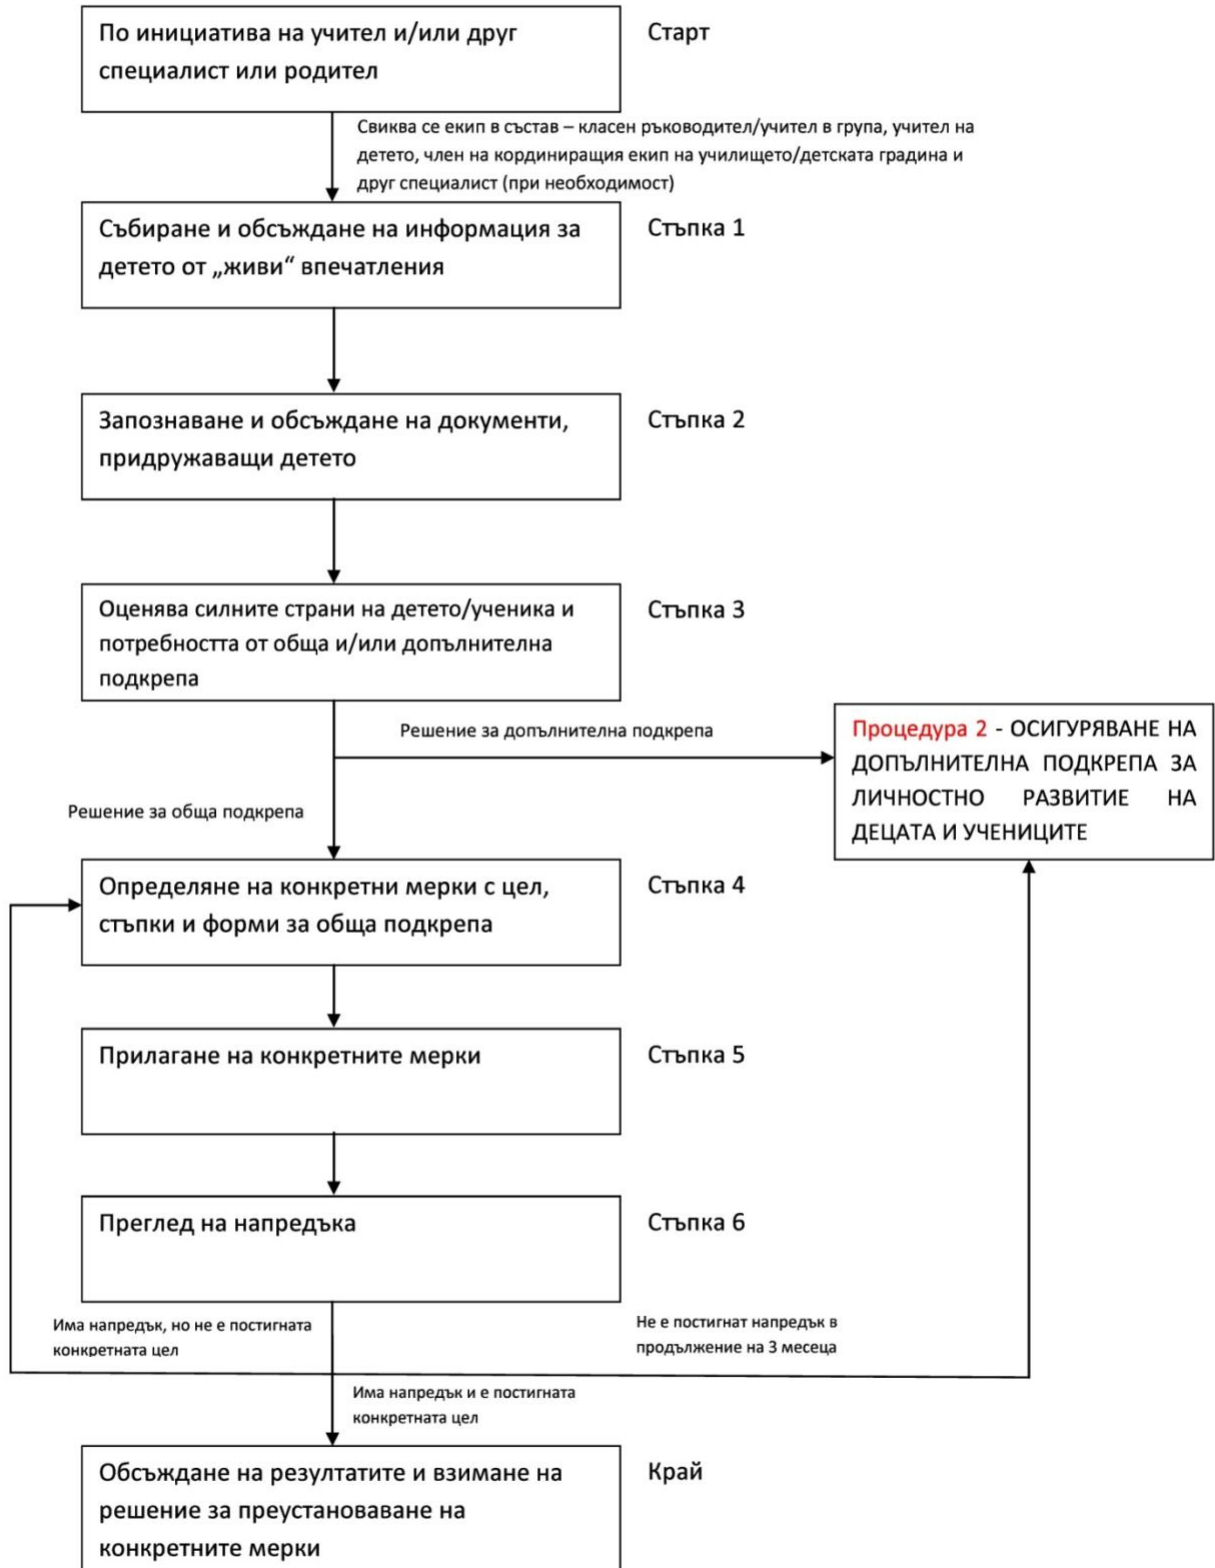 По инициатива на учител и/или друг
специалист или родител
Старт
Свиква се екип в състав – класен ръководител/учител в група, учител на
детето, член на кординиращия екип на училището/детската градина и
друг специалист (при необходимост)
Събиране и обсъждане на информация за
детето от „живи“ впечатления
Стъпка 1
Запознаване и обсъждане на документи,
придружаващи детето
Стъпка 2
Оценява силните страни на детето/ученика и
потребността от обща и/или допълнителна
подкрепа
Стъпка 3
Решение за допълнителна подкрепа
Процедура 2 - ОСИГУРЯВАНЕ НА
ДОПЪЛНИТЕЛНА ПОДКРЕПА ЗА
ЛИЧНОСТНО РАЗВИТИЕ НА
ДЕЦАТА И УЧЕНИЦИТЕ
Решение за обща подкрепа
Определяне на конкретни мерки с цел,
стъпки и форми за обща подкрепа
Стъпка 4
Прилагане на конкретните мерки
Стъпка 5
Преглед на напредъка
Стъпка 6
Има напредък, но не е постигната
конкретната цел
Не е постигнат напредък в
продължение на 3 месеца
Има напредък и е постигната
конкретната цел
Обсъждане на резултатите и взимане на
решение за преустановаване на
конкретните мерки
Край